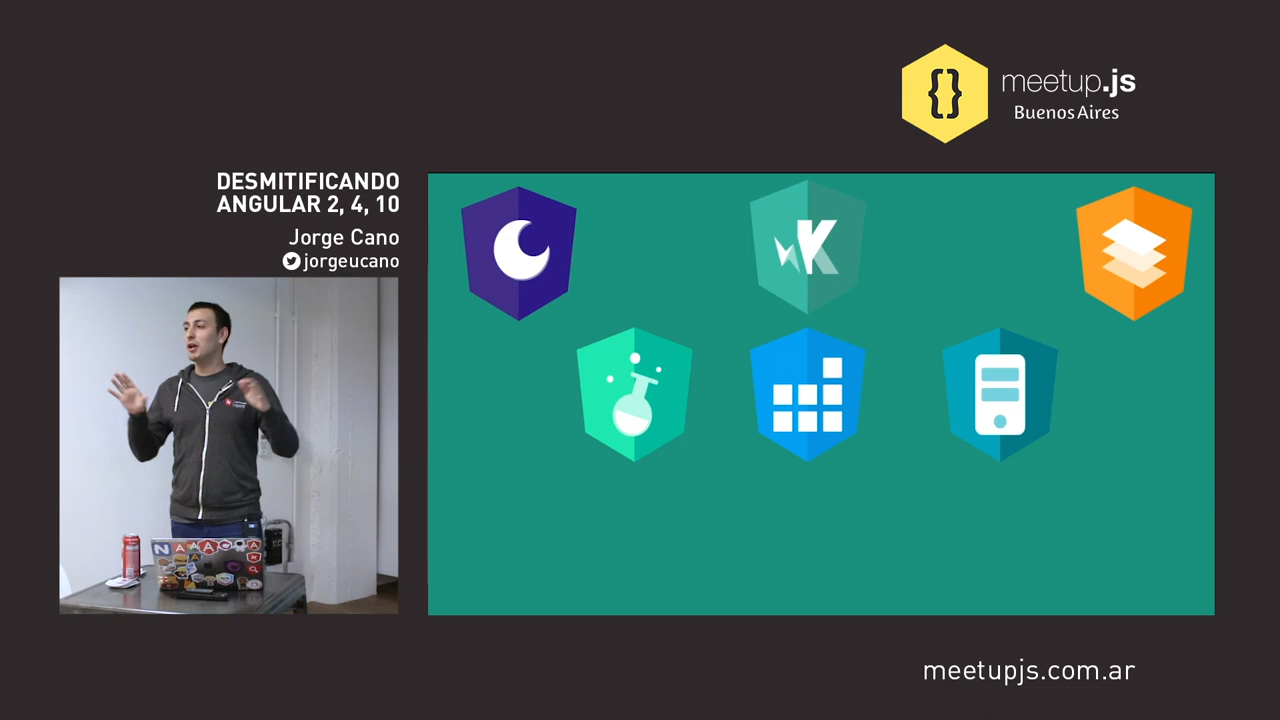 {}
meetup.js
Buenos Aires
DESMITIFICANDO
ANGULAR 2, 4, 10
Jorge Cano
jorgeucano
K
N A A A A
meetupjs.com.ar